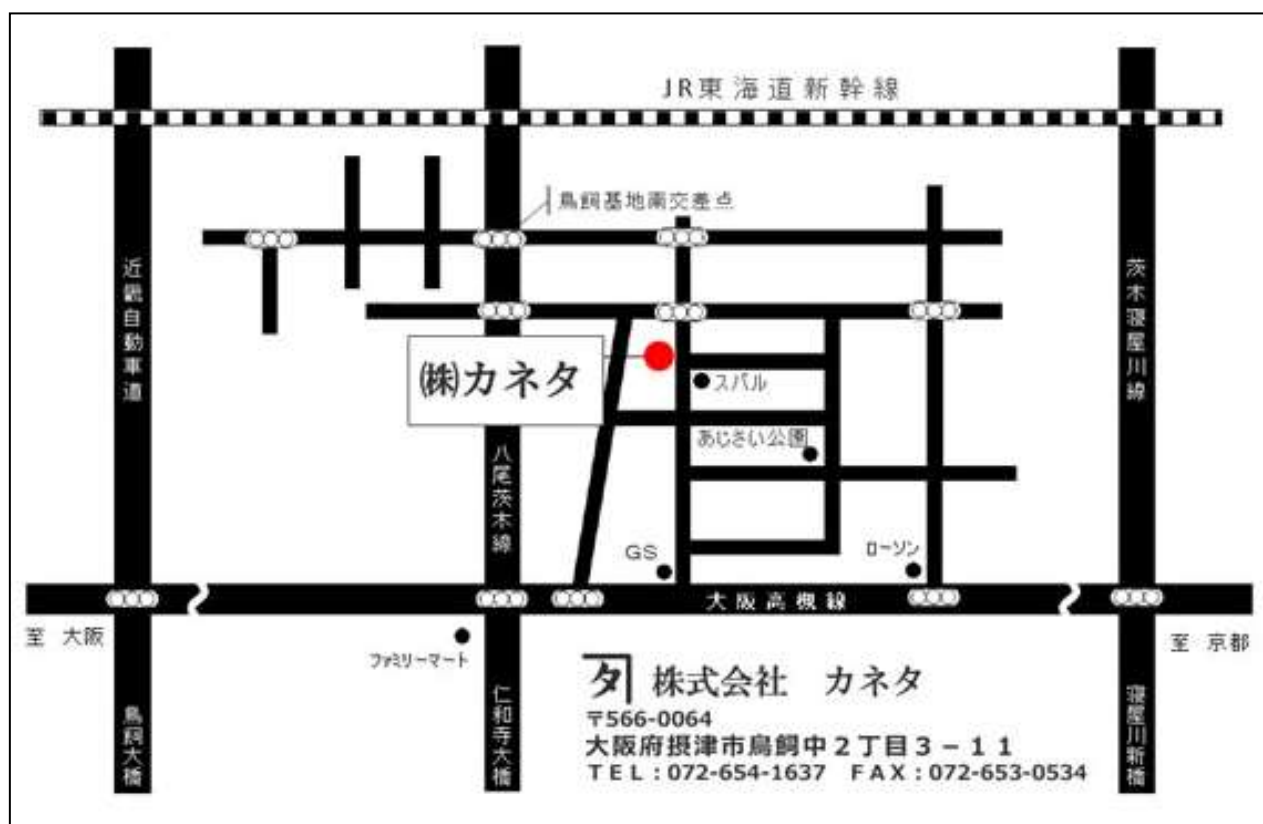 JR東海道新幹線
鳥飼基地南交差点
近畿自動車道
茨木寝屋川線
㈱カネタ
スバル
あじさい公園
八尾茨木線
GS
ローソン
大阪高槻線
至 大阪
ファミリーマート
至 京都
鳥飼大橋
仁和寺大橋
寝屋川新橋
タ 株式会社 カネタ
〒566-0064
大阪府摂津市鳥飼中2丁目3-11
TEL:072-654-1637 FAX:072-653-0534